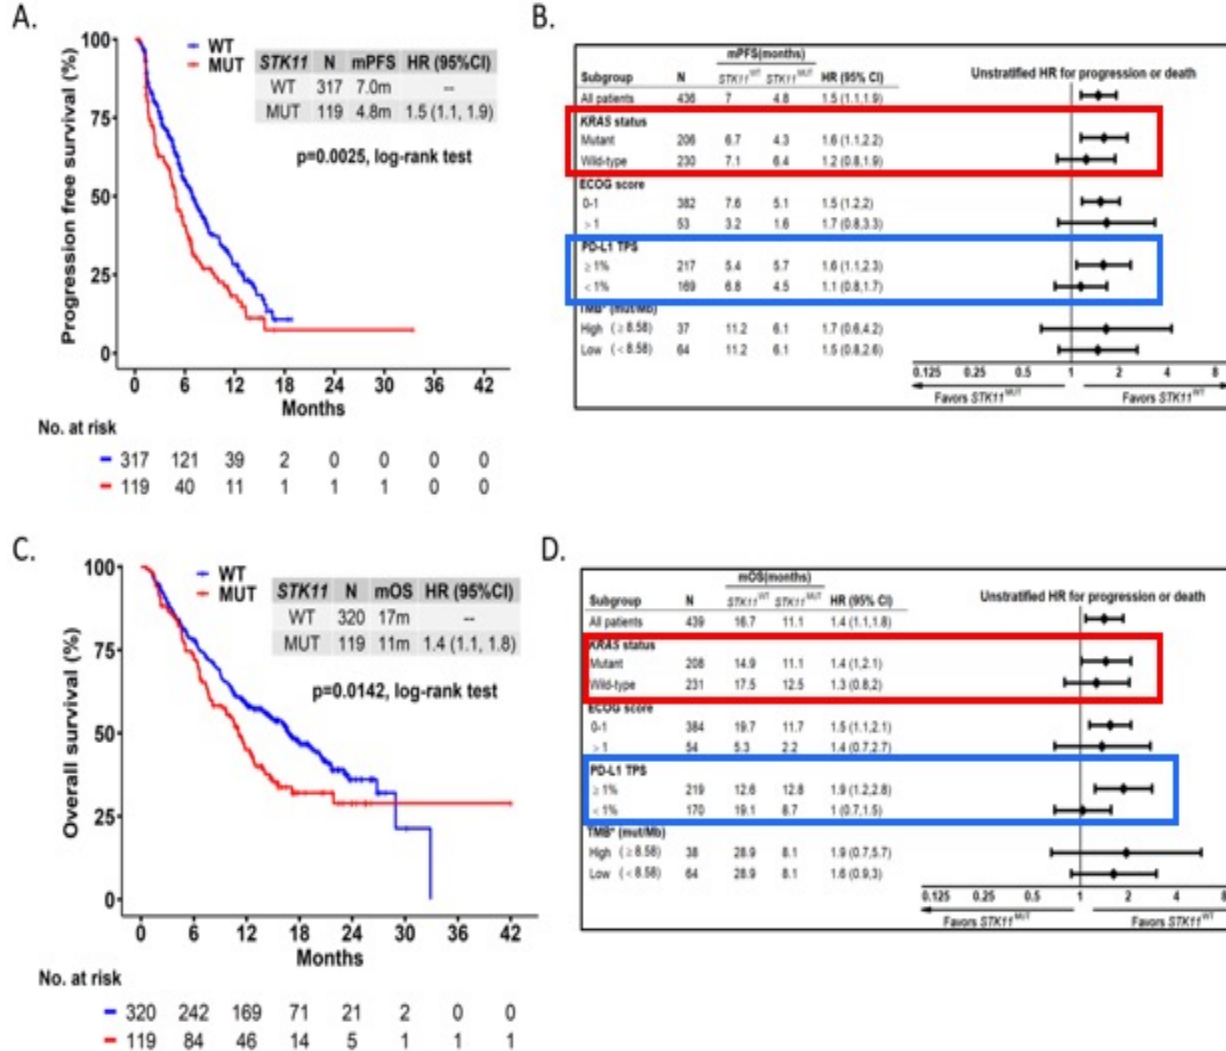 A.
Progression free survival (%)
100
75
50
25
0
WT
MUT
STK11 N mPFS HR (95%CI)
WT 317 7.0m --
MUT 119 4.8m 1.5 (1.1, 1.9)
p=0.0025, log-rank test
0 6 12 18 24 30 36 42
Months
No. at risk
317 121 39 2 0 0 0 0
119 40 11 1 1 1 0 0
B.
mPFS(months)
Subgroup N STK11WT STK11MUT HR (95% CI) Unstratified HR for progression or death
All patients 436 7 4.8 1.5 (1.1,1.9)
KRAS status
Mutant 206 6.7 4.3 1.6 (1.1,2.2)
Wild-type 230 7.1 6.4 1.2 (0.8,1.9)
ECOG score
0-1 382 7.6 5.1 1.5 (1.2,2)
> 1 53 3.2 1.6 1.7 (0.8,3.3)
PD-L1 TPS
≥ 1% 217 5.4 5.7 1.6 (1.1,2.3)
< 1% 169 6.8 4.5 1.1 (0.8,1.7)
TMB* (mut/Mb)
High (≥ 8.58) 37 11.2 6.1 1.7 (0.6,4.2)
Low (< 8.58) 64 11.2 6.1 1.5 (0.8,2.6)
0.125 0.25 0.5 1 2 4 8
Favors STK11MUT Favors STK11WT
C.
Overall survival (%)
100
75
50
25
0
WT
MUT
STK11 N mOS HR (95%CI)
WT 320 17m --
MUT 119 11m 1.4 (1.1, 1.8)
p=0.0142, log-rank test
0 6 12 18 24 30 36 42
Months
No. at risk
320 242 169 71 21 2 0 0
119 84 46 14 5 1 1 1
D.
mOS(months)
Subgroup N STK11WT STK11MUT HR (95% CI) Unstratified HR for progression or death
All patients 439 16.7 11.1 1.4 (1.1,1.8)
KRAS status
Mutant 208 14.9 11.1 1.4 (1,2.1)
Wild-type 231 17.5 12.5 1.3 (0.8,2)
ECOG score
0-1 384 19.7 11.7 1.5 (1.1,2.1)
> 1 54 5.3 2.2 1.4 (0.7,2.7)
PD-L1 TPS
≥ 1% 219 12.6 12.8 1.9 (1.2,2.8)
< 1% 170 19.1 8.7 1 (0.7,1.5)
TMB* (mut/Mb)
High (≥ 8.58) 38 28.9 8.1 1.9 (0.7,5.7)
Low (< 8.58) 64 28.9 8.1 1.6 (0.9,3)
0.125 0.25 0.5 1 2 4 8
Favors STK11MUT Favors STK11WT